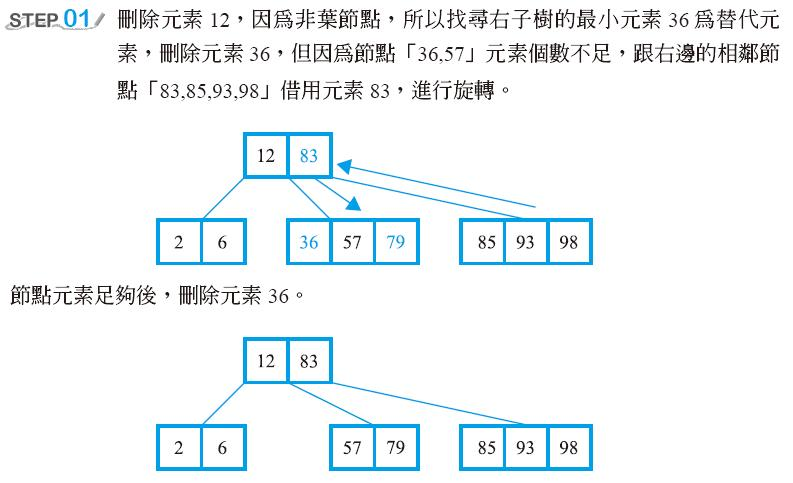 STEP 01 刪除元素 12，因爲非葉節點，所以找尋右子樹的最小元素 36 爲替代元
素，刪除元素 36，但因爲節點「36,57」元素個數不足，跟右邊的相鄰節
點「83,85,93,98」借用元素 83，進行旋轉。
12 83
2 6 36 57 79 85 93 98
節點元素足夠後，刪除元素 36。
12 83
2 6 57 79 85 93 98